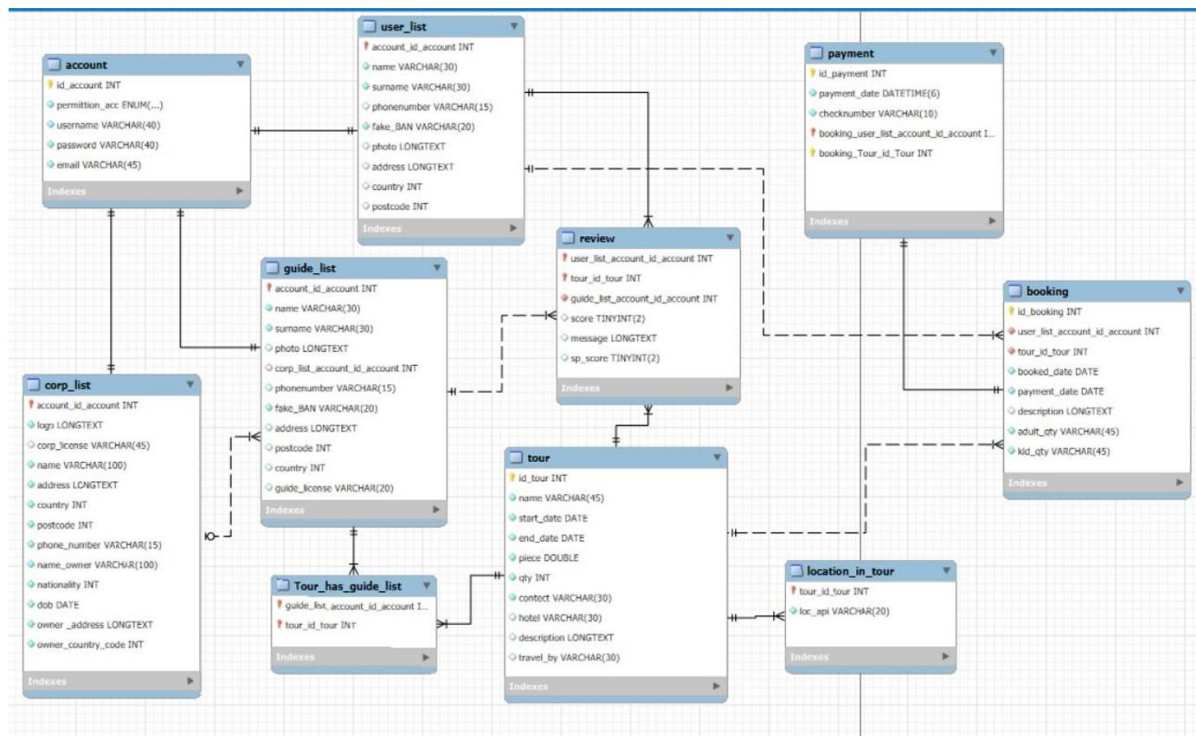 user_list
account_id_account INT
name VARCHAR(30)
surname VARCHAR(30)
phonenumber VARCHAR(15)
fake_BAN VARCHAR(20)
photo LONGTEXT
address LONGTEXT
country INT
postcode INT
Indexes
account
id_account INT
permittion_acc ENUM(...)
username VARCHAR(40)
password VARCHAR(40)
email VARCHAR(45)
Indexes
payment
id_payment INT
payment_date DATETIME(6)
checknumber VARCHAR(10)
booking_user_list_account_id_account I...
booking_Tour_id_Tour INT
Indexes
guide_list
account_id_account INT
name VARCHAR(30)
surname VARCHAR(30)
photo LONGTEXT
corp_list_account_id_account INT
phonenumber VARCHAR(15)
fake_BAN VARCHAR(20)
address LONGTEXT
postcode INT
country INT
guide_license VARCHAR(20)
Indexes
review
user_list_account_id_account INT
tour_id_tour INT
guide_list_account_id_account INT
score TINYINT(2)
message LONGTEXT
sp_score TINYINT(2)
Indexes
booking
id_booking INT
user_list_account_id_account INT
tour_id_tour INT
booked_date DATE
payment_date DATE
description LONGTEXT
adult_qty VARCHAR(45)
kid_qty VARCHAR(45)
Indexes
corp_list
account_id_account INT
logo LONGTEXT
corp_license VARCHAR(45)
name VARCHAR(100)
address LONGTEXT
country INT
postcode INT
phone_number VARCHAR(15)
name_owner VARCHAR(100)
nationality INT
dob DATE
owner _address LONGTEXT
owner_country_code INT
Indexes
tour
id_tour INT
name VARCHAR(45)
start_date DATE
end_date DATE
piece DOUBLE
qty INT
contect VARCHAR(30)
hotel VARCHAR(30)
description LONGTEXT
travel_by VARCHAR(30)
Indexes
Tour_has_guide_list
guide_list_account_id_account I...
tour_id_tour INT
Indexes
location_in_tour
tour_id_tour INT
loc_api VARCHAR(20)
Indexes